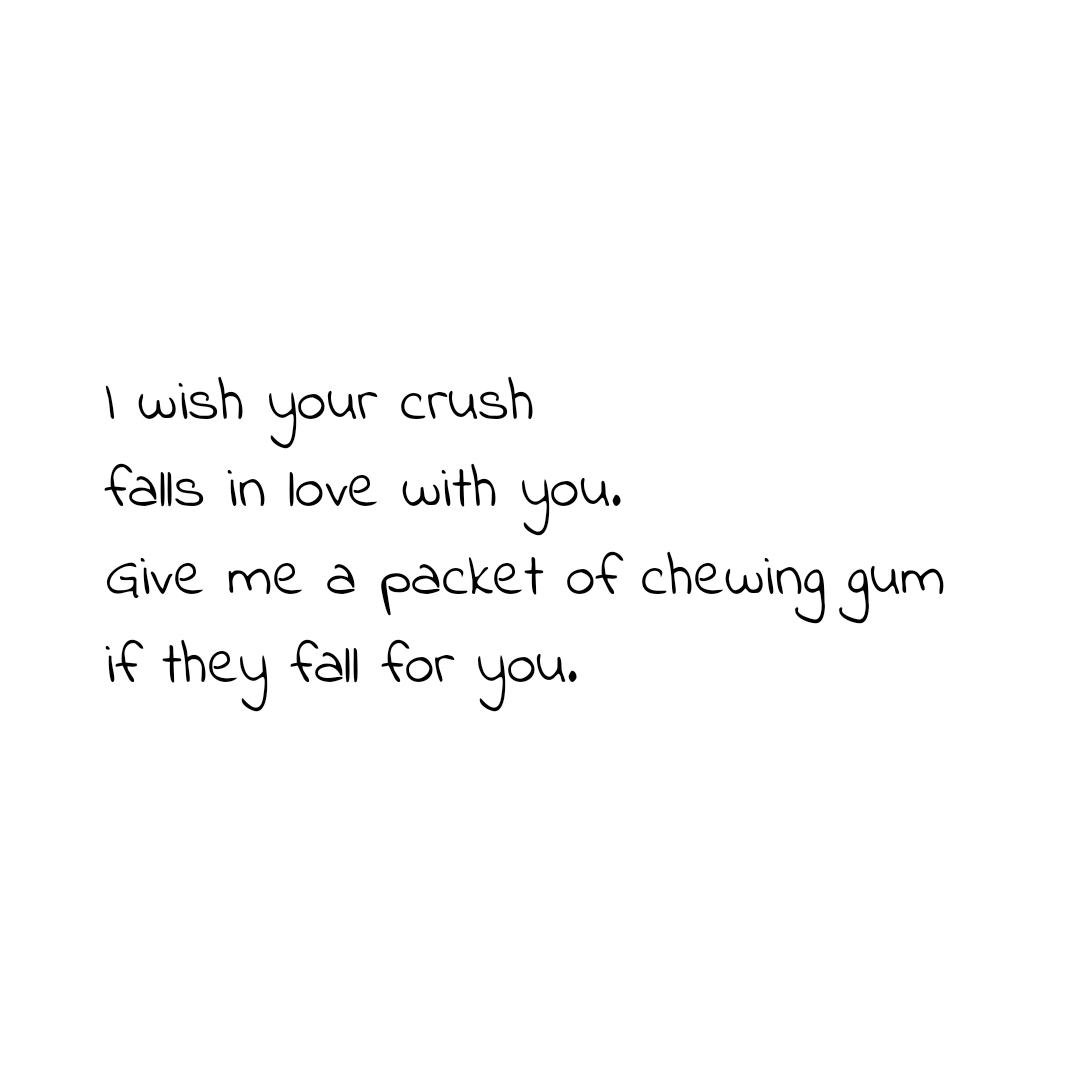 I wish your crush
falls in love with you.
Give me a packet of chewing gum
if they fall for you.